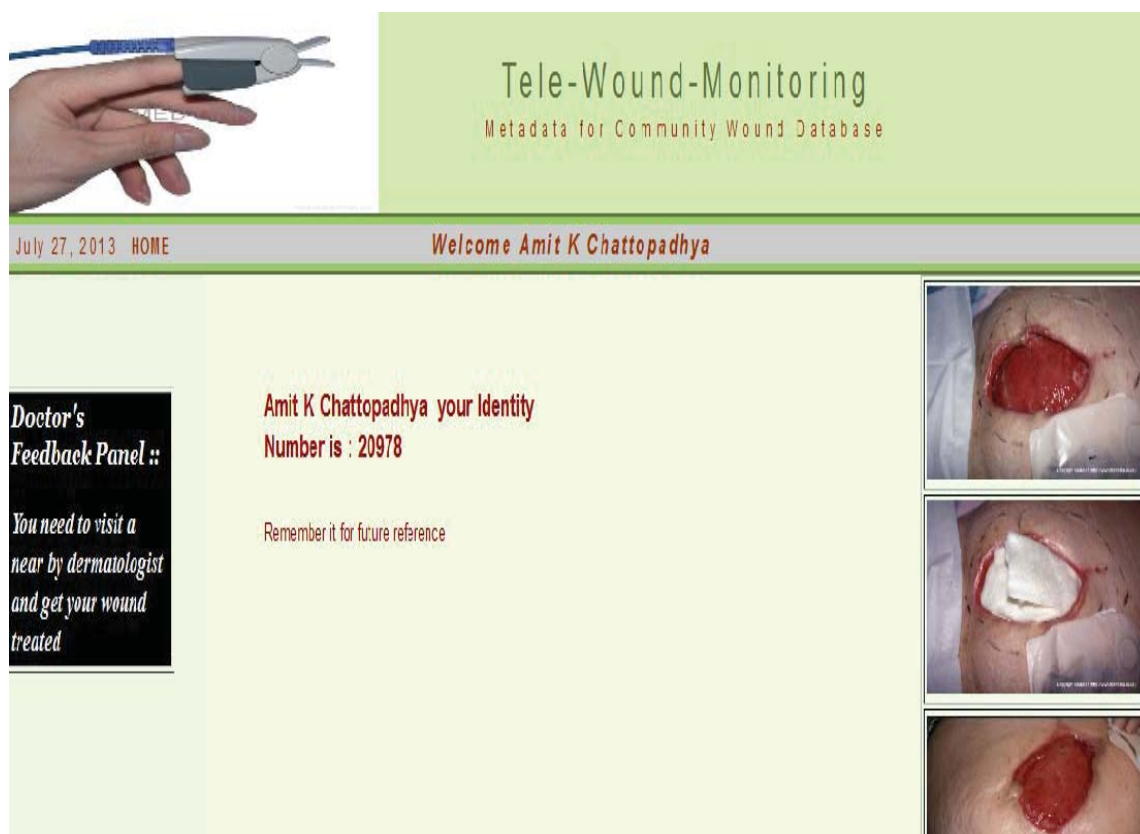 Tele-Wound-Monitoring
Metadata for Community Wound Database
July 27, 2013 HOME
Welcome Amit K Chattopadhya
Doctor's
Feedback Panel ::
You need to visit a
near by dermatologist
and get your wound
treated
Amit K Chattopadhya your Identity
Number is : 20978
Remember it for future reference